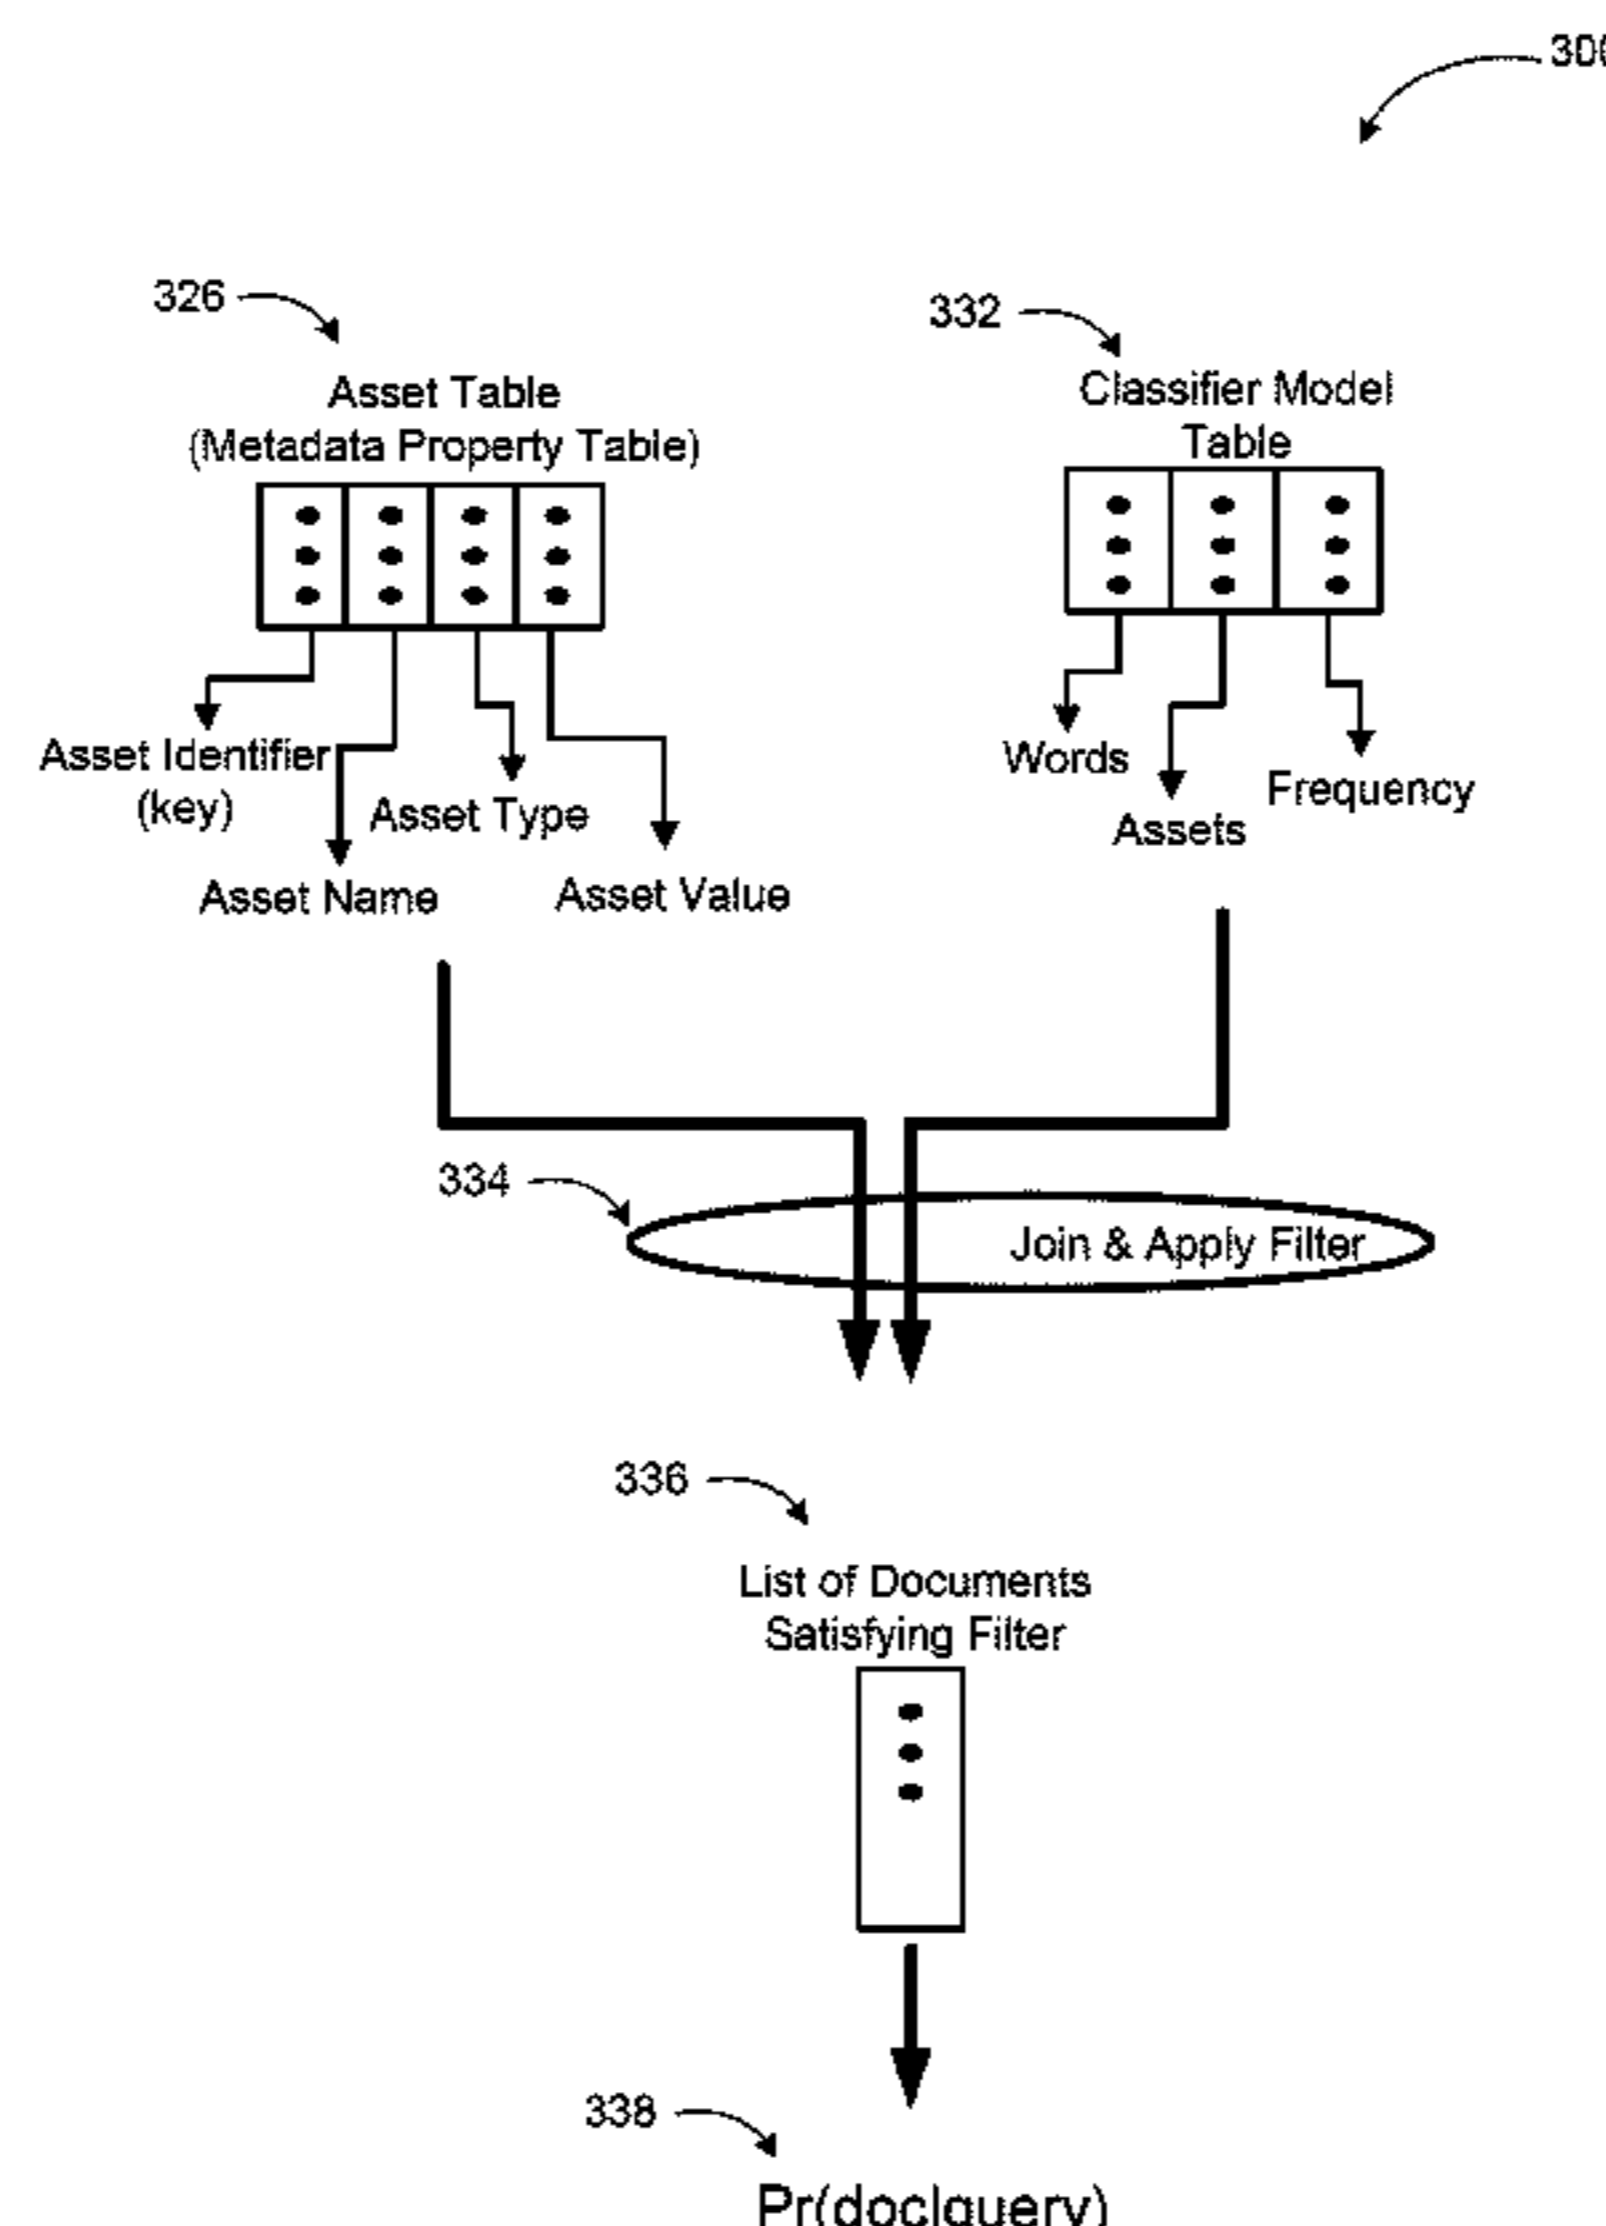 300
326
332
Asset Table
(Metadata Property Table)
Classifier Model
Table
Asset Identifier
(key)
Asset Name
Asset Type
Asset Value
Words
Assets
Frequency
334
Join & Apply Filter
336
List of Documents
Satisfying Filter
338
Pr(doc|query)